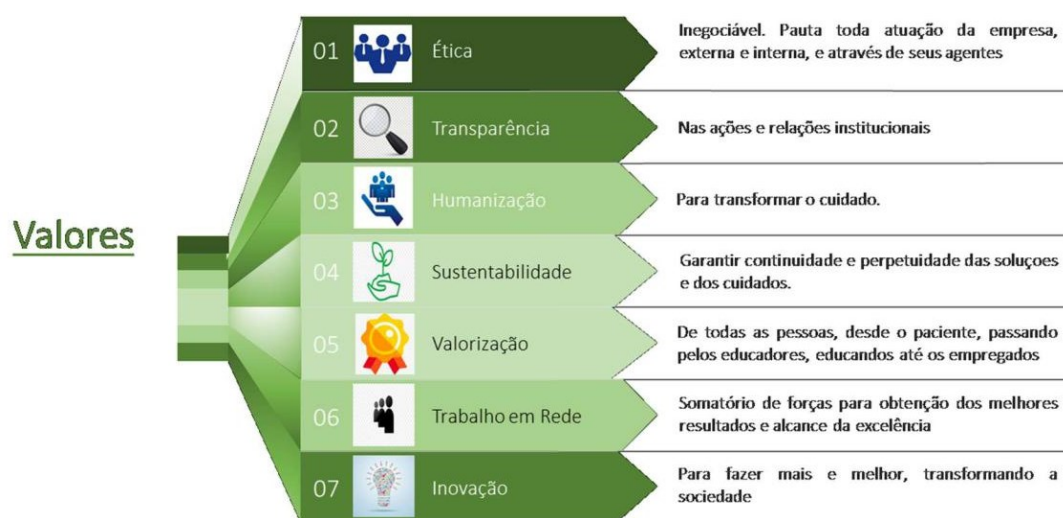 Valores
01 Ética
Inegociável. Pauta toda atuação da empresa,
externa e interna, e através de seus agentes
02 Transparência
Nas ações e relações institucionais
03 Humanização
Para transformar o cuidado.
04 Sustentabilidade
Garantir continuidade e perpetuidade das soluçoes
e dos cuidados.
05 Valorização
De todas as pessoas, desde o paciente, passando
pelos educadores, educandos até os empregados
06 Trabalho em Rede
Somatório de forças para obtenção dos melhores
resultados e alcance da excelência
07 Inovação
Para fazer mais e melhor, transformando a
sociedade